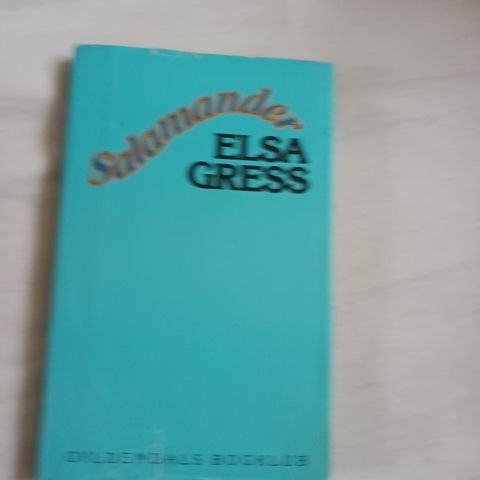 Salamander
ELSA
GRESS
GYLDENDALS BOGKLUB